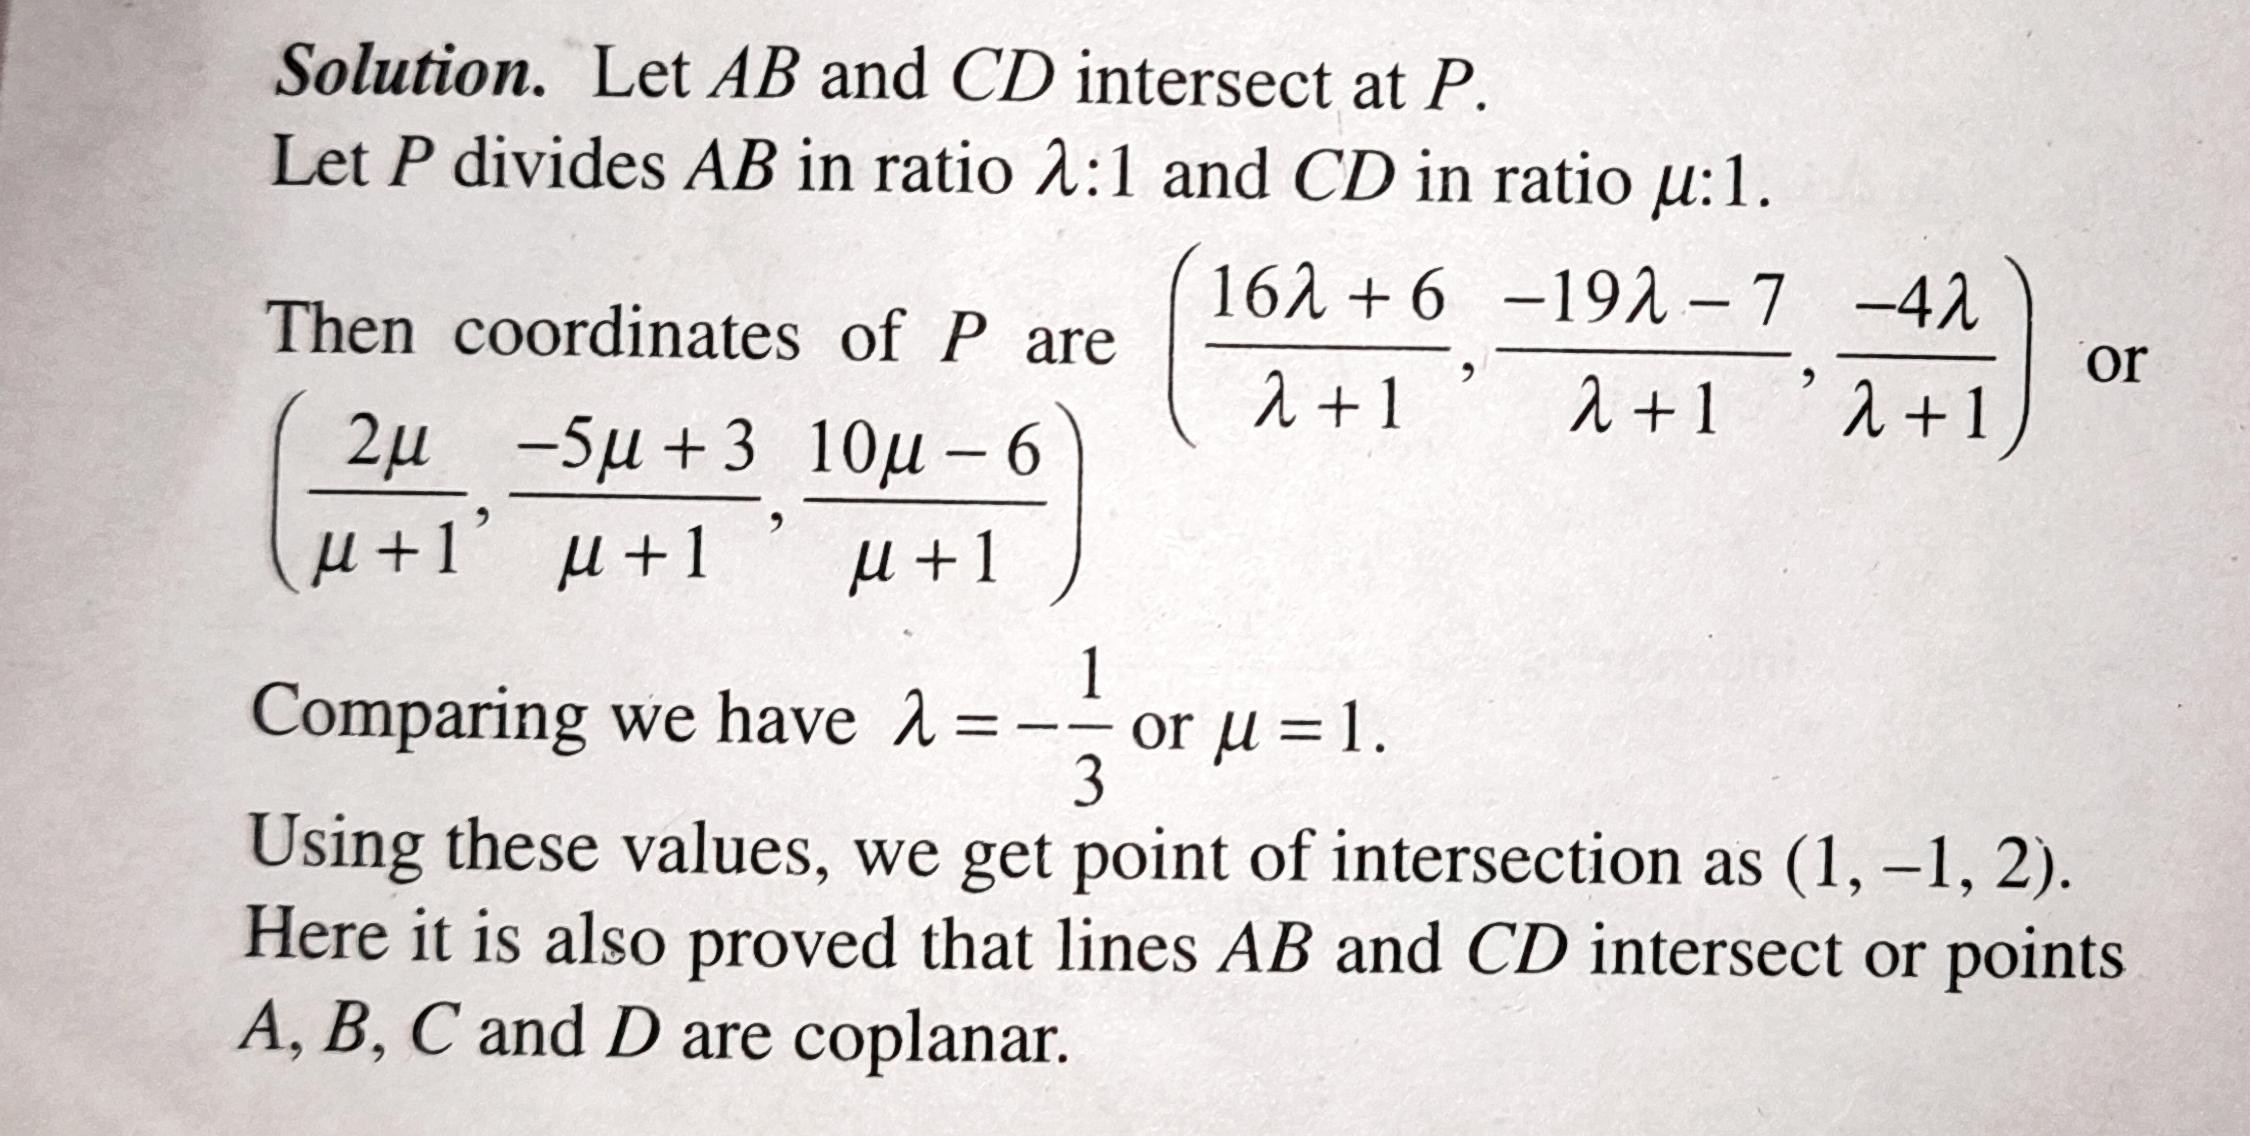 Solution. Let AB and CD intersect at P.
Let P divides AB in ratio λ:1 and CD in ratio μ:1.
Then coordinates of P are $\left(\frac{16\lambda+6}{\lambda+1}, \frac{-19\lambda-7}{\lambda+1}, \frac{-4\lambda}{\lambda+1}\right)$ or
$\left(\frac{2\mu}{\mu+1}, \frac{-5\mu+3}{\mu+1}, \frac{10\mu-6}{\mu+1}\right)$
Comparing we have $\lambda = -\frac{1}{3}$ or $\mu = 1$.
Using these values, we get point of intersection as (1, –1, 2).
Here it is also proved that lines AB and CD intersect or points
A, B, C and D are coplanar.